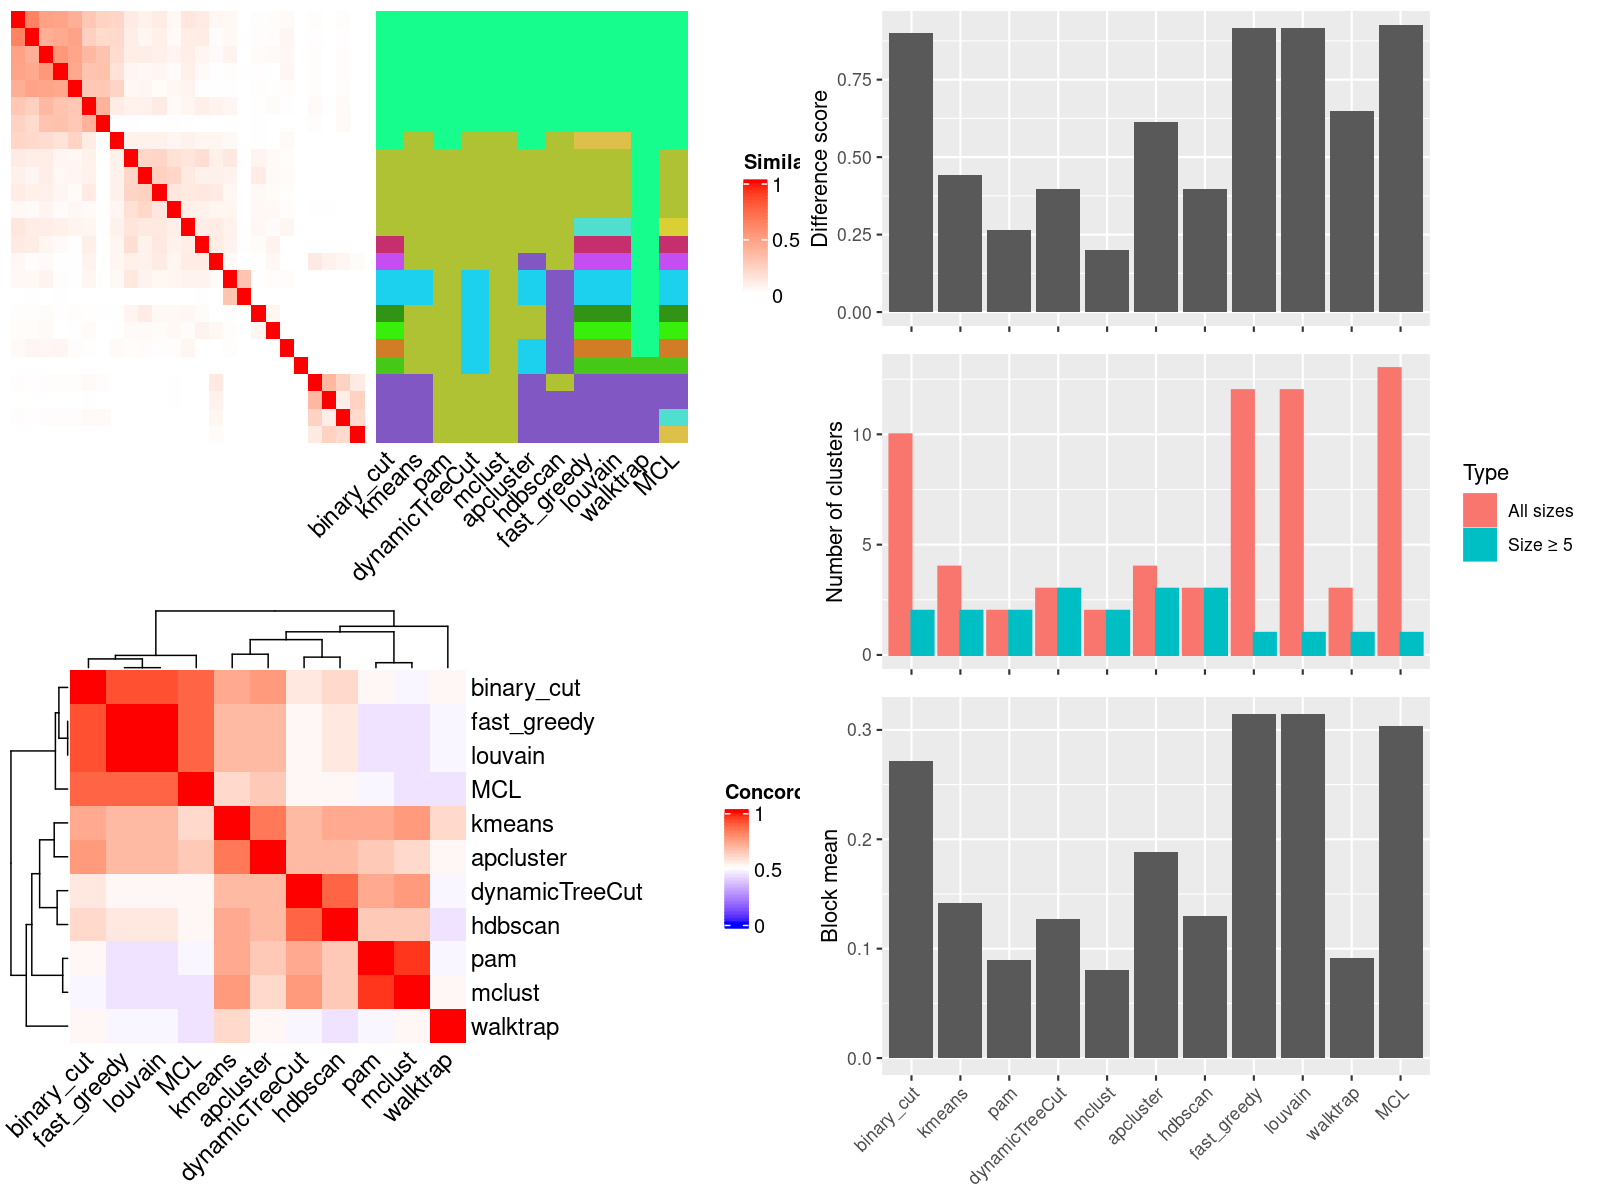 Simila
1
0.5
0
binary_cut
kmeans
pam
dynamicTreeCut
mclust
apcluster
hdbscan
fast_greedy
louvain
walktrap
MCL
Difference score
0.75
0.50
0.25
0.00
Number of clusters
10
5
0
Type
All sizes
Size ≥ 5
Block mean
0.3
0.2
0.1
0.0
binary_cut
kmeans
pam
dynamicTreeCut
mclust
apcluster
hdbscan
fast_greedy
louvain
walktrap
MCL
binary_cut
fast_greedy
louvain
MCL
kmeans
apcluster
dynamicTreeCut
hdbscan
pam
mclust
walktrap
Concord
1
0.5
0
binary_cut
fast_greedy
louvain
MCL
kmeans
apcluster
dynamicTreeCut
hdbscan
pam
mclust
walktrap